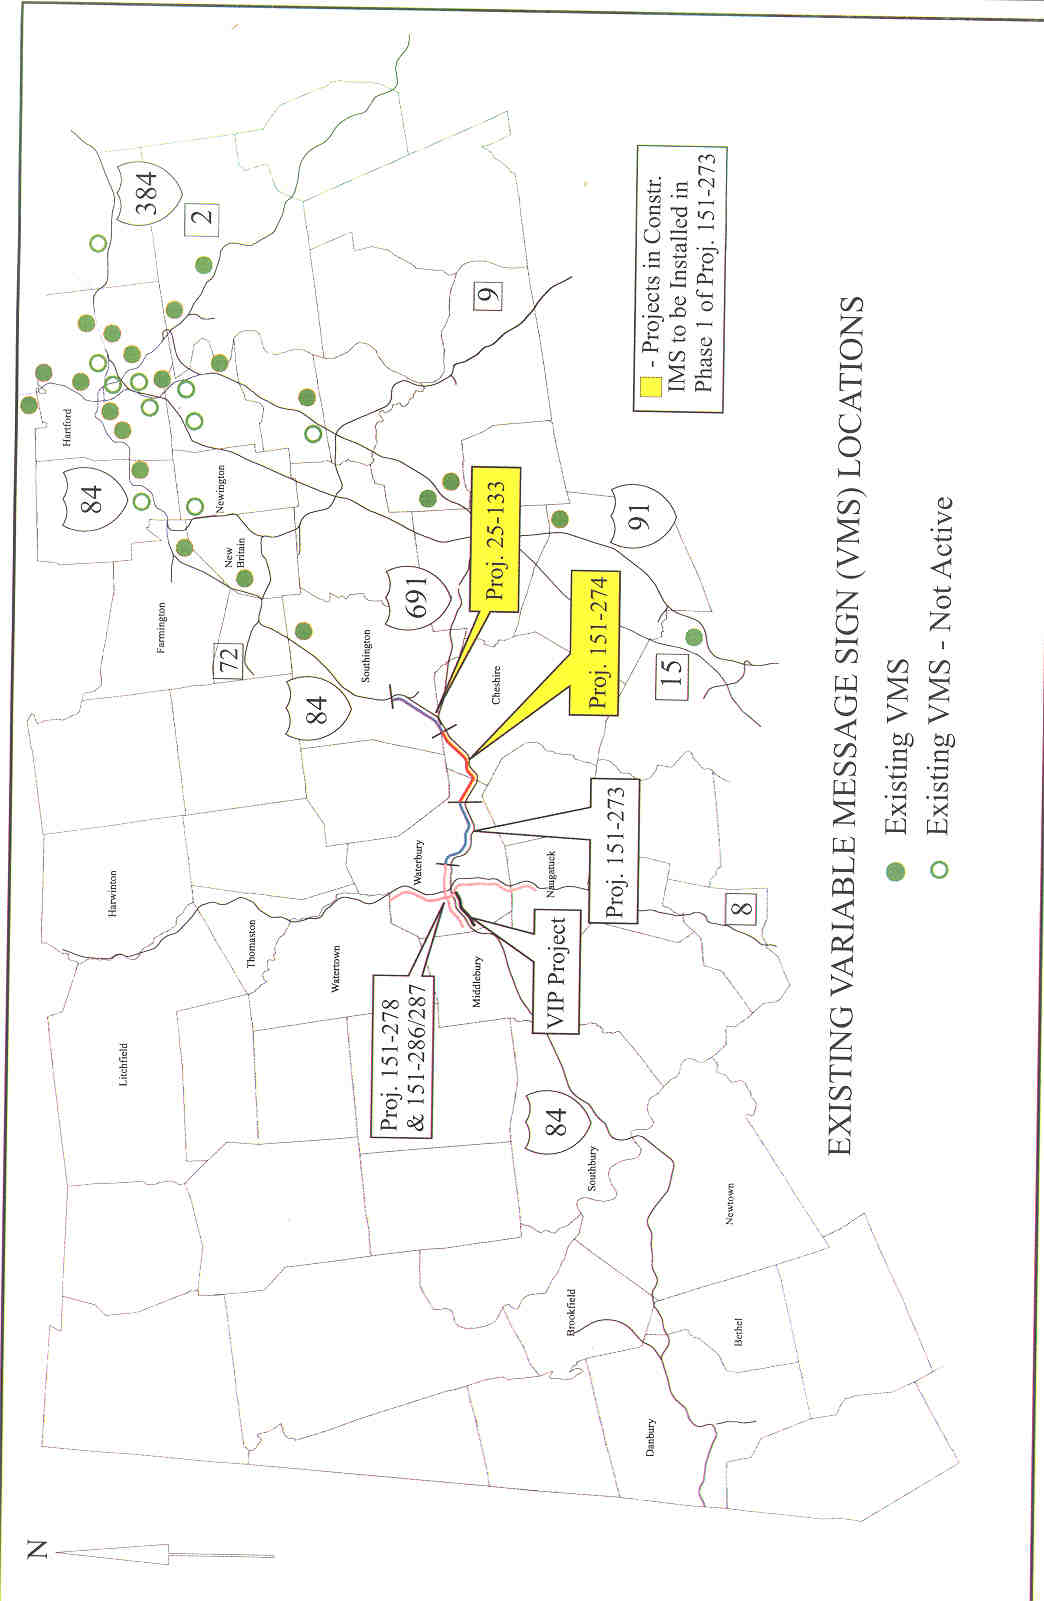 N
384
2
9
84
691
91
72
84
15
8
84
Hartford
Newington
New
Britain
Farmington
Southington
Cheshire
Harwinton
Thomaston
Watertown
Waterbury
Naugatuck
Middlebury
Litchfield
Southbury
Newtown
Brookfield
Bethel
Danbury
Proj. 25-133
Proj. 151-274
Proj. 151-273
VIP Project
Proj. 151-278
& 151-286/287
- Projects in Constr.
IMS to be Installed in
Phase 1 of Proj. 151-273
EXISTING VARIABLE MESSAGE SIGN (VMS) LOCATIONS
Existing VMS
Existing VMS - Not Active